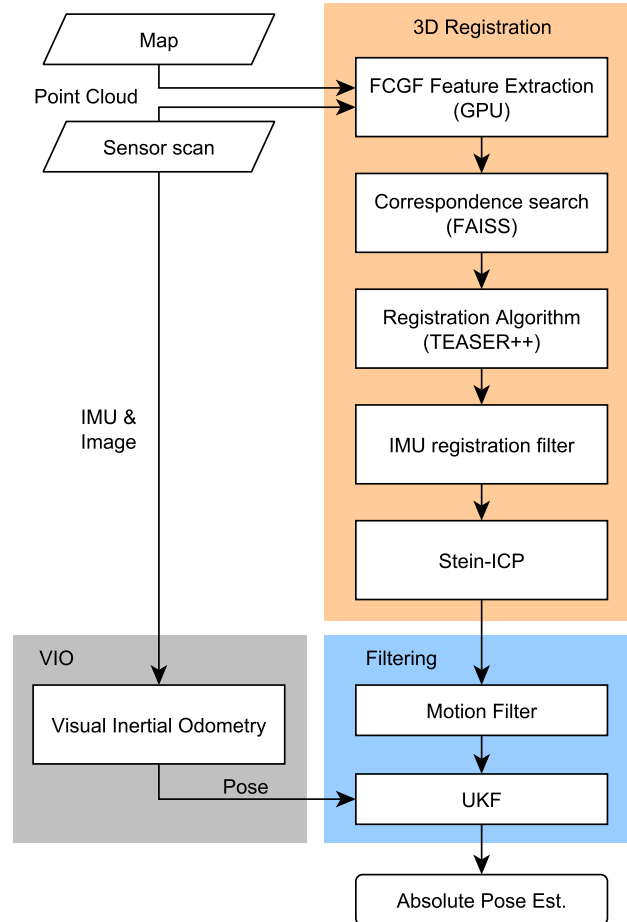 Map
3D Registration
Point Cloud
FCGF Feature Extraction
(GPU)
Sensor scan
Correspondence search
(FAISS)
Registration Algorithm
(TEASER++)
IMU &
Image
IMU registration filter
Stein-ICP
VIO
Filtering
Visual Inertial Odometry
Motion Filter
Pose
UKF
Absolute Pose Est.